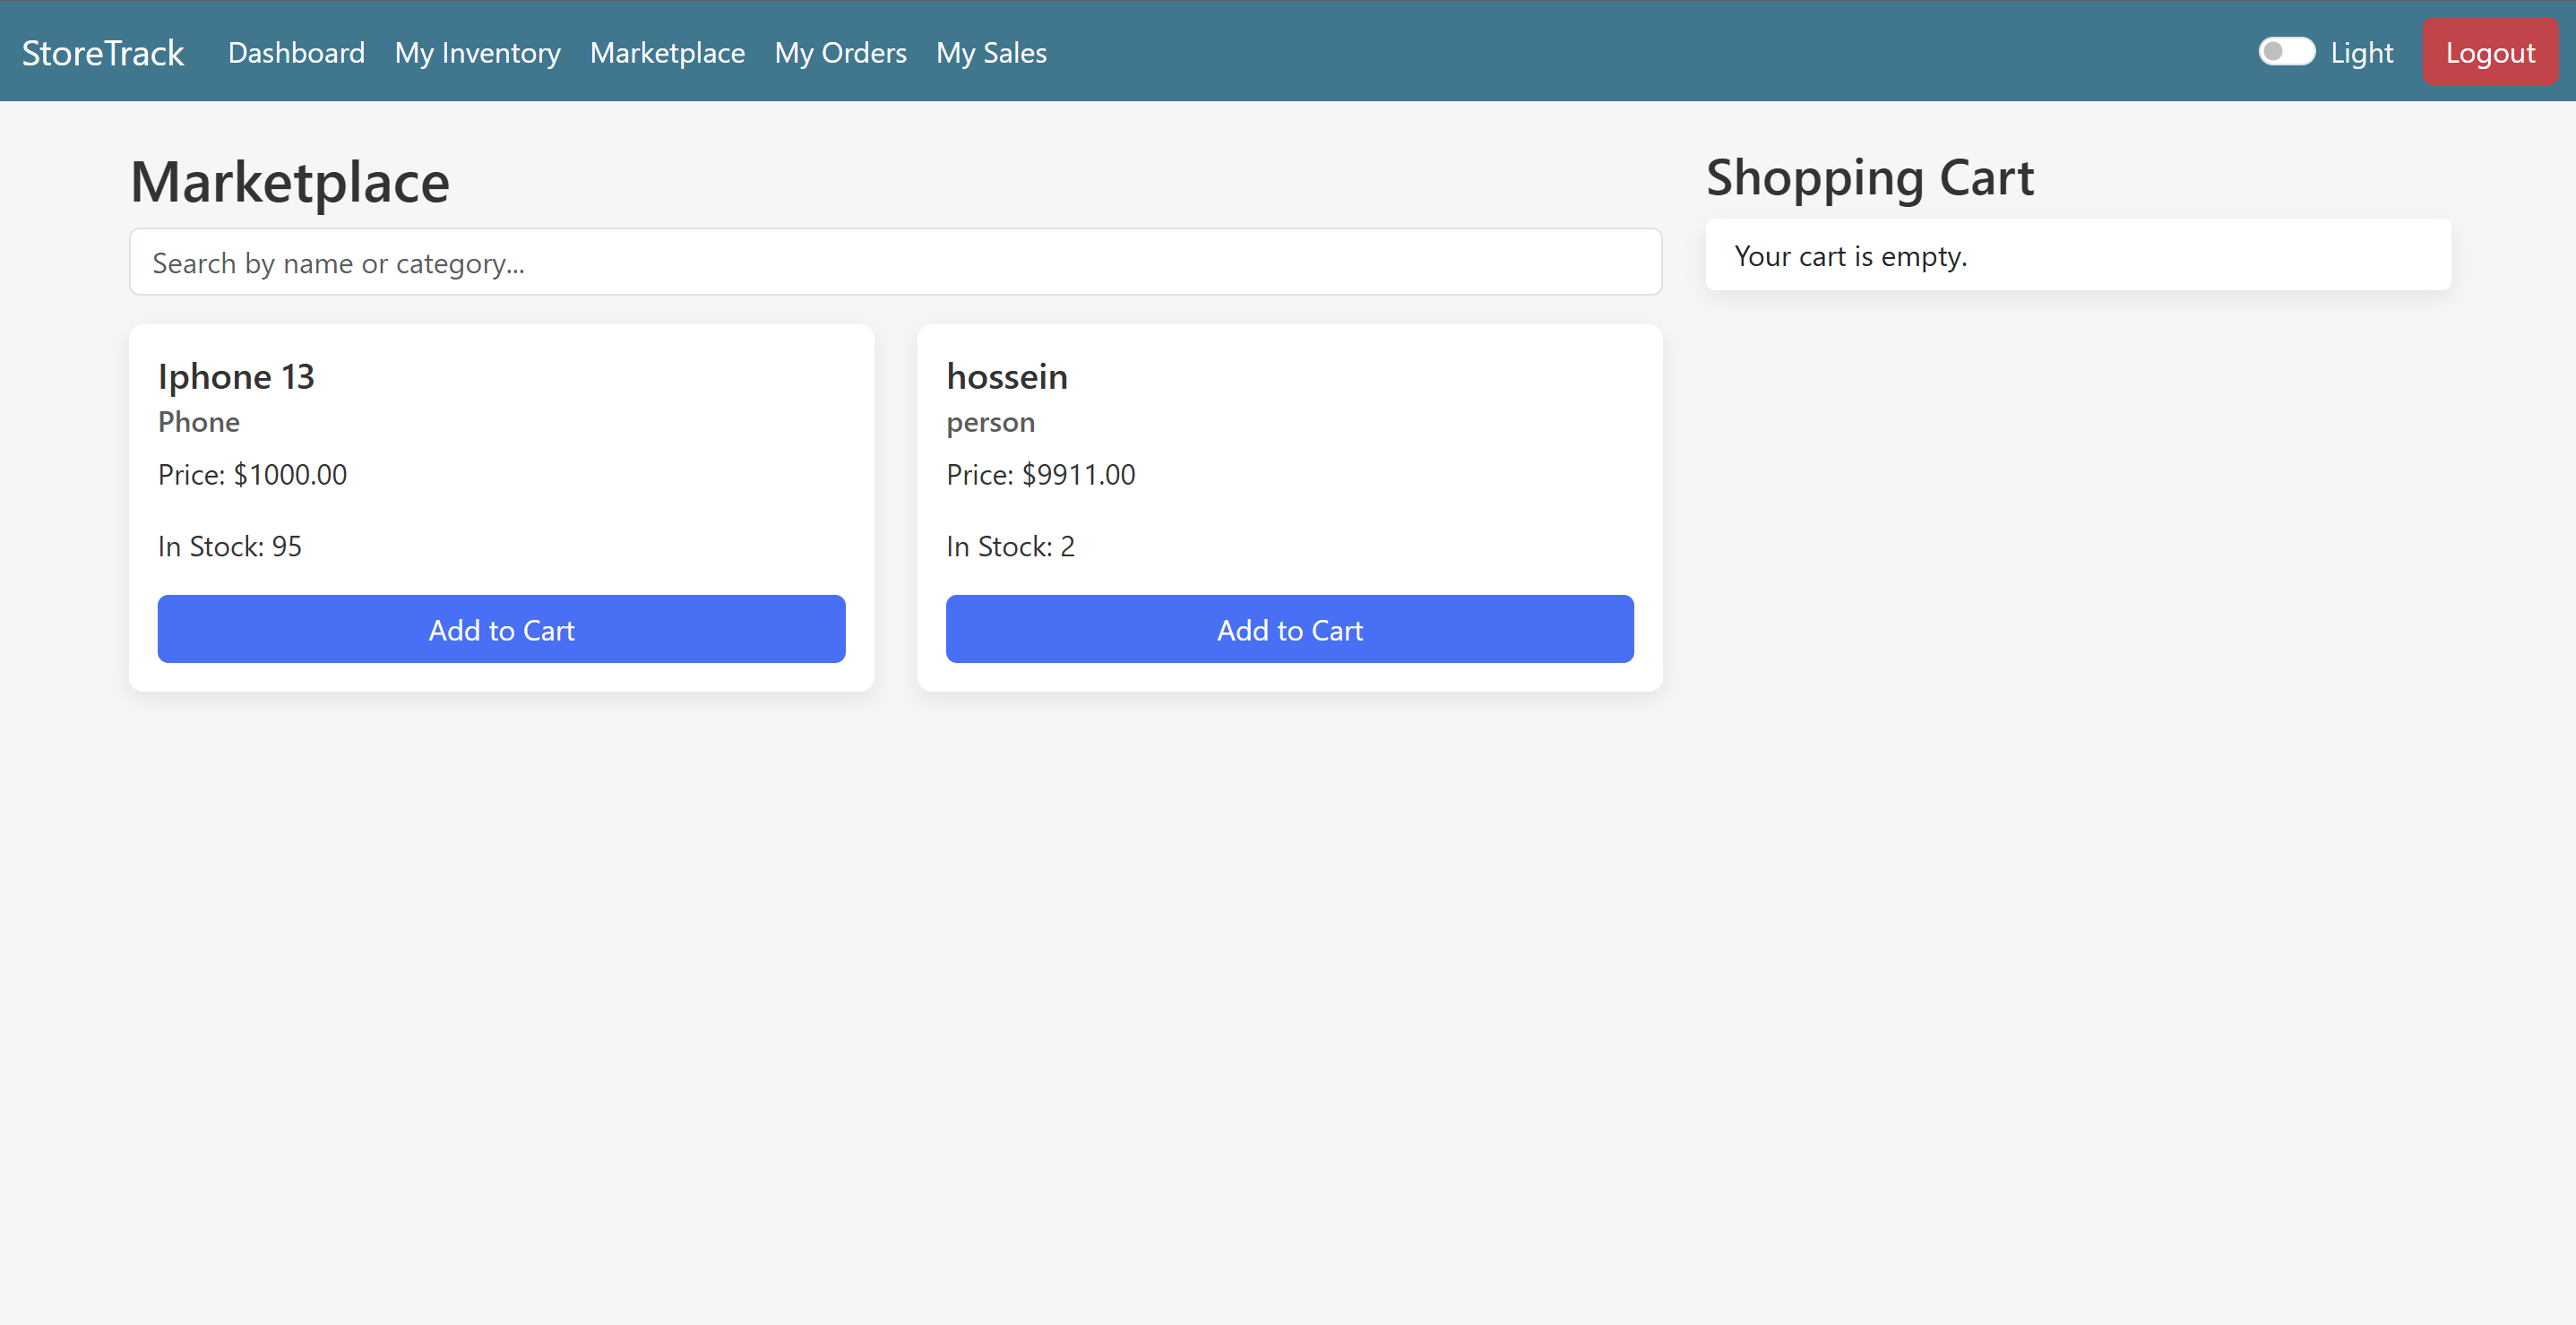 StoreTrack Dashboard My Inventory Marketplace My Orders My Sales Light Logout
Marketplace
Search by name or category...
Iphone 13
Phone
Price: $1000.00
In Stock: 95
Add to Cart
hossein
person
Price: $9911.00
In Stock: 2
Add to Cart
Shopping Cart
Your cart is empty.